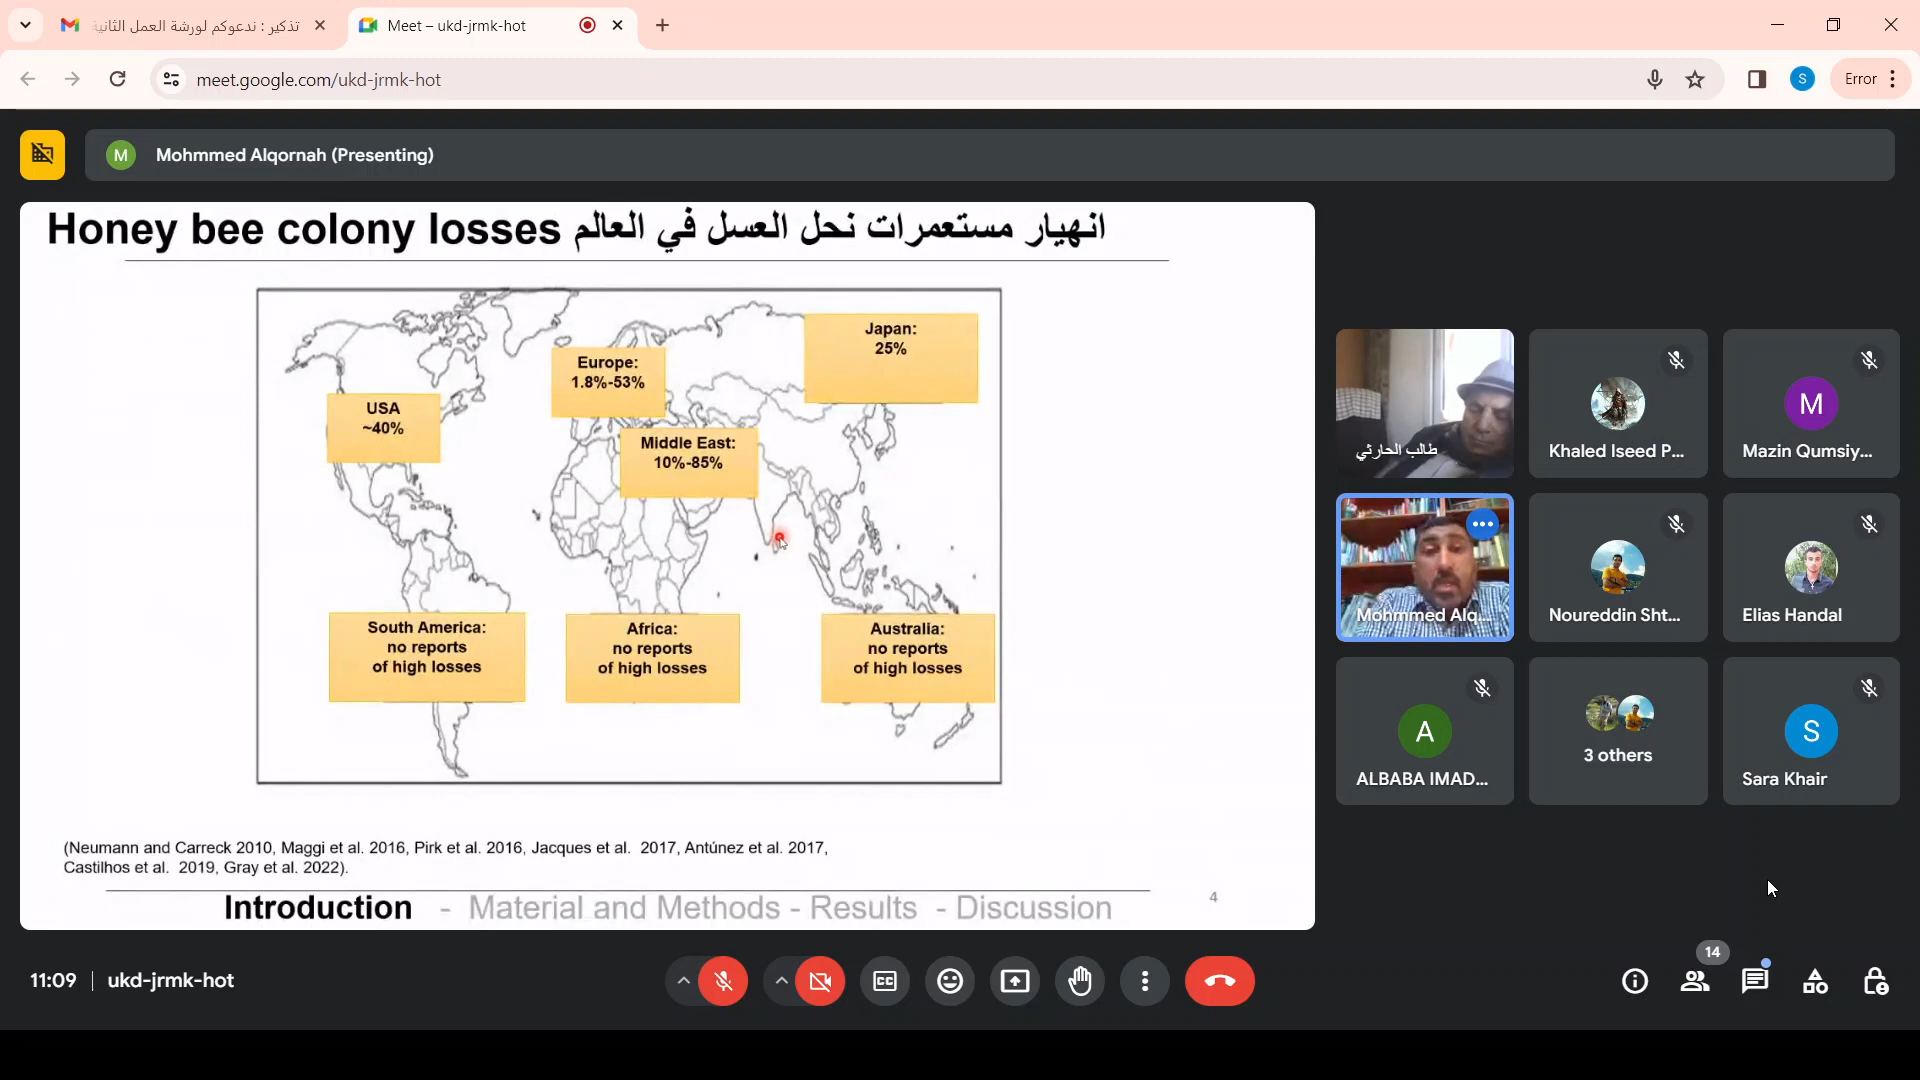 تذكير : ندعوكم لورشة العمل الثانية
Meet – ukd-jrmk-hot
meet.google.com/ukd-jrmk-hot
S
Error
M
Mohmmed Alqornah (Presenting)
Honey bee colony losses انهيار مستعمرات نحل العسل في العالم
Japan:
25%
Europe:
1.8%-53%
USA
~40%
Middle East:
10%-85%
South America:
no reports
of high losses
Africa:
no reports
of high losses
Australia:
no reports
of high losses
(Neumann and Carreck 2010, Maggi et al. 2016, Pirk et al. 2016, Jacques et al. 2017, Antúnez et al. 2017,
Castilhos et al. 2019, Gray et al. 2022).
Introduction - Material and Methods - Results - Discussion
4
طالب الحارثي
Khaled Iseed P...
M
Mazin Qumsiy...
Mohmmed Alq...
Noureddin Sht...
Elias Handal
A
ALBABA IMAD...
3 others
S
Sara Khair
11:09
ukd-jrmk-hot
CC
14